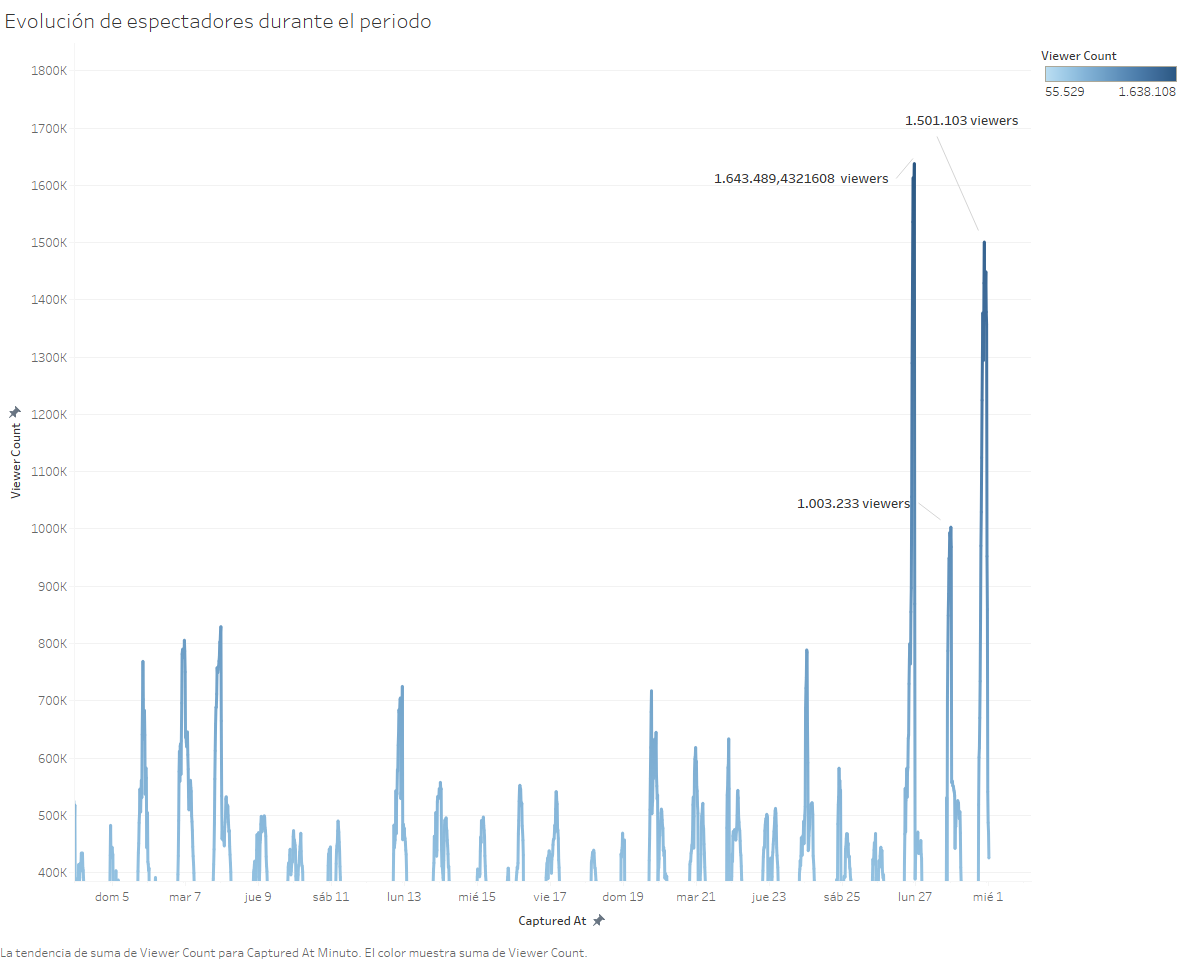 Evolución de espectadores durante el periodo
Viewer Count
55.529 1.638.108
1800K
1700K
1600K
1500K
1400K
1300K
1200K
1100K
1000K
900K
800K
700K
600K
500K
400K
Viewer Count
1.501.103 viewers
1.643.489,4321608 viewers
1.003.233 viewers
dom 5 mar 7 jue 9 sáb 11 lun 13 mié 15 vie 17 dom 19 mar 21 jue 23 sáb 25 lun 27 mié 1
Captured At
La tendencia de suma de Viewer Count para Captured At Minuto. El color muestra suma de Viewer Count.